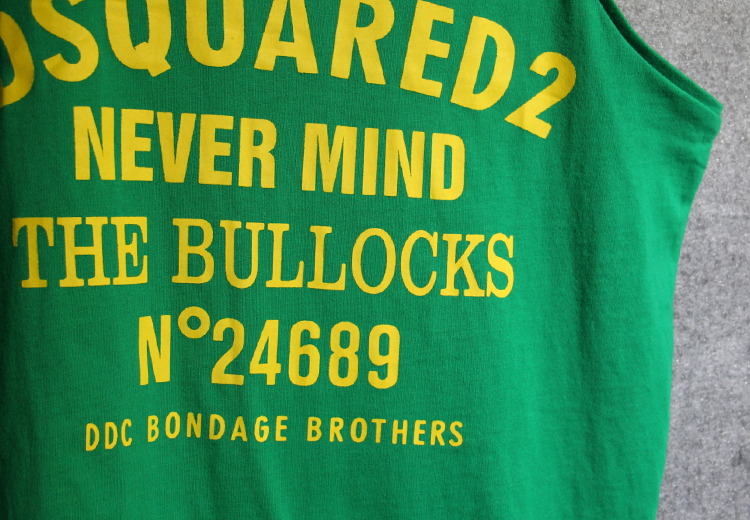 DSQUARED2
NEVER MIND
THE BULLOCKS
N°24689
DDC BONDAGE BROTHERS